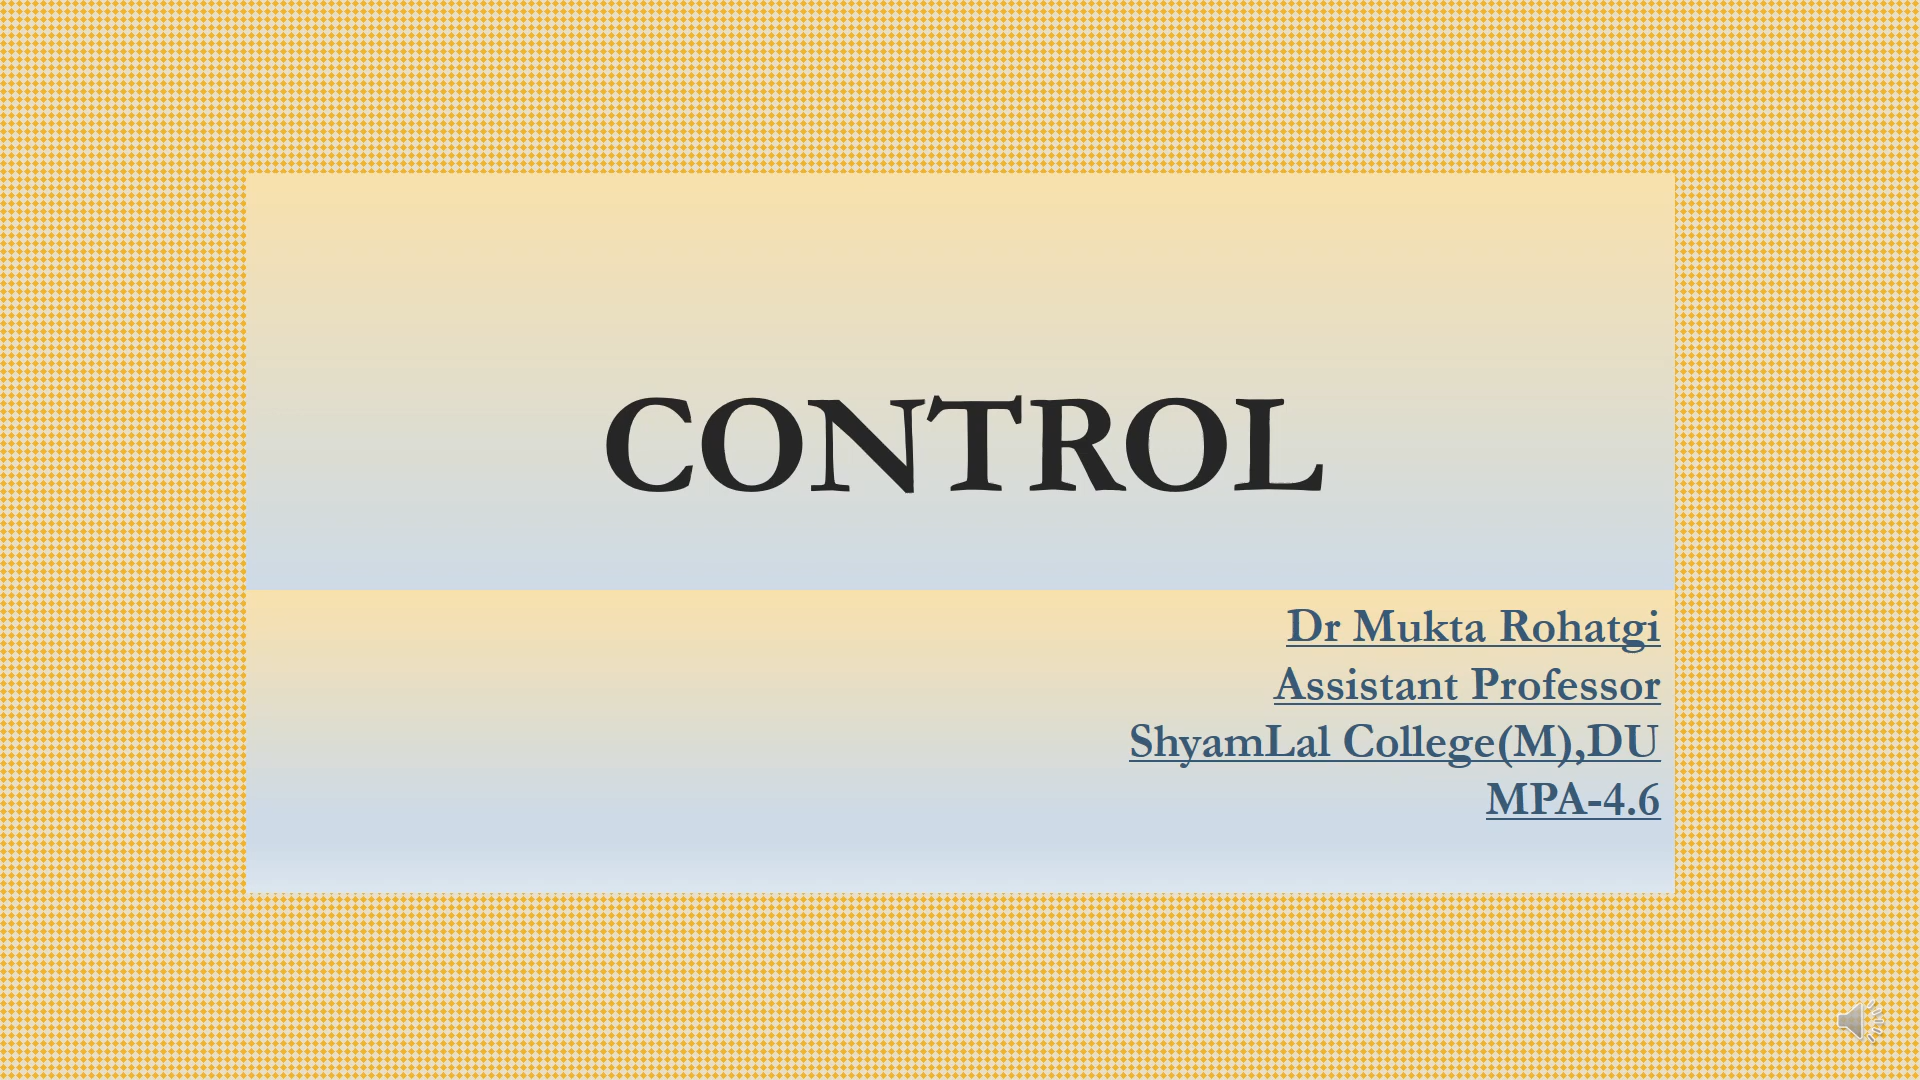 CONTROL
Dr Mukta Rohatgi
Assistant Professor
ShyamLal College(M),DU
MPA-4.6